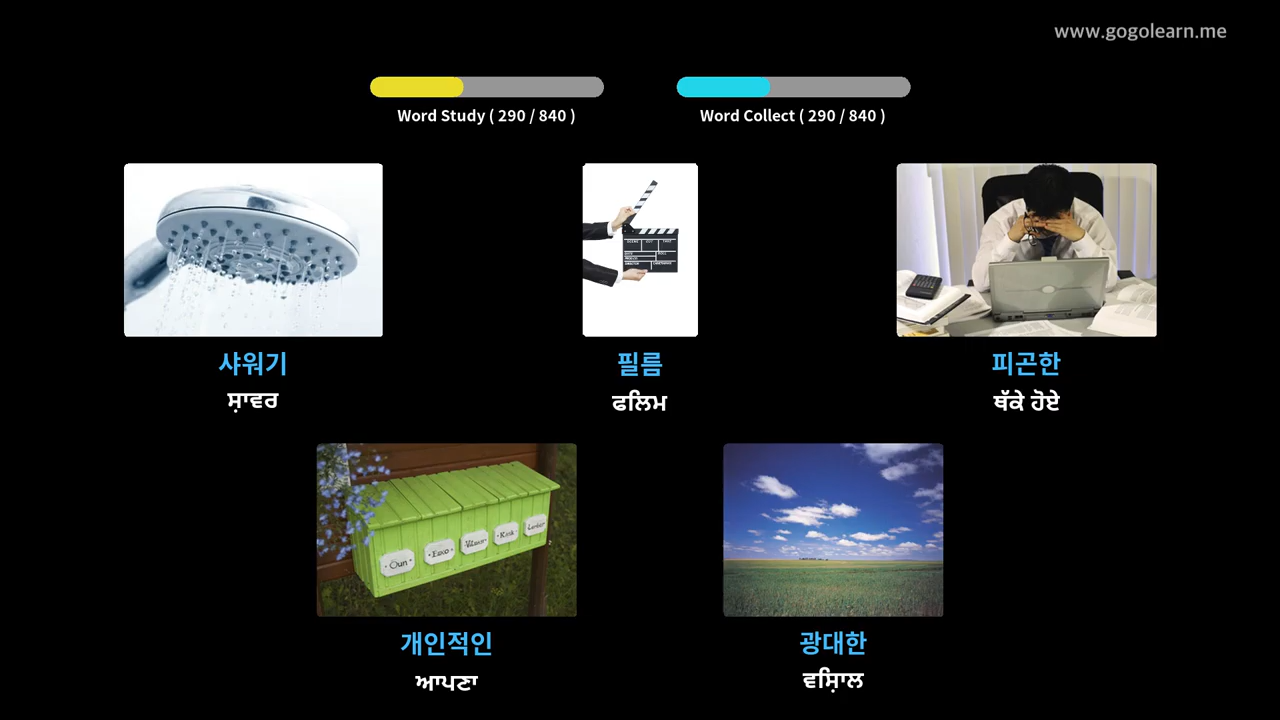 www.gogolearn.me
Word Study ( 290 / 840 )
Word Collect ( 290 / 840 )
샤워기
필름
피곤한
ਸ਼ਾਵਰ
ਫਲਿਮ
ਥੱਕੇ ਹੋਏ
개인적인
광대한
ਆਪਣਾ
ਵਸ਼ਿਾਲ